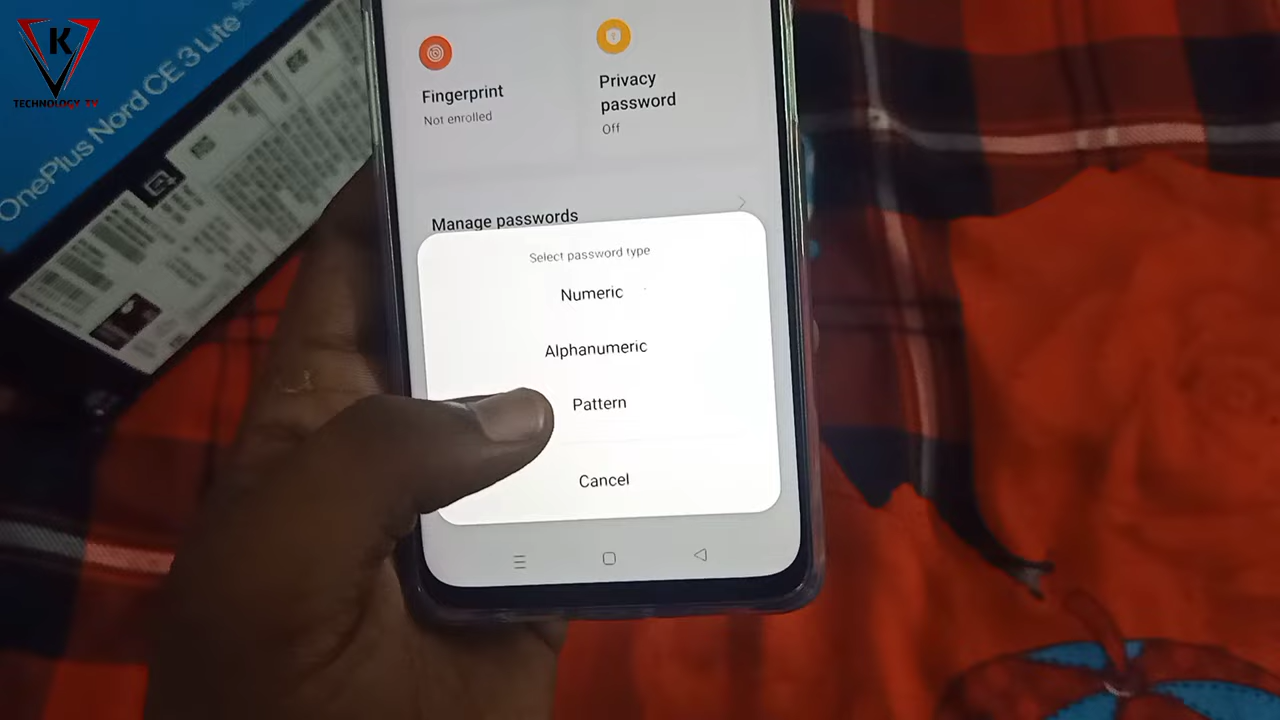 K
TECHNOLOGY TV
OnePlus Nord CE 3 Lite
Fingerprint
Not enrolled
Privacy
password
Off
Manage passwords
Select password type
Numeric
Alphanumeric
Pattern
Cancel